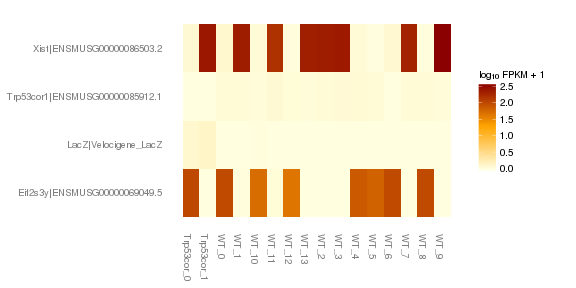 Xist|ENSMUSG00000086503.2
Trp53cor1|ENSMUSG00000085912.1
LacZ|Velocigene_LacZ
Eif2s3y|ENSMUSG00000069049.5
Trp53cor_0
Trp53cor_1
WT_0
WT_1
WT_10
WT_11
WT_12
WT_13
WT_2
WT_3
WT_4
WT_5
WT_6
WT_7
WT_8
WT_9
log10 FPKM + 1
2.5
2.0
1.5
1.0
0.5
0.0